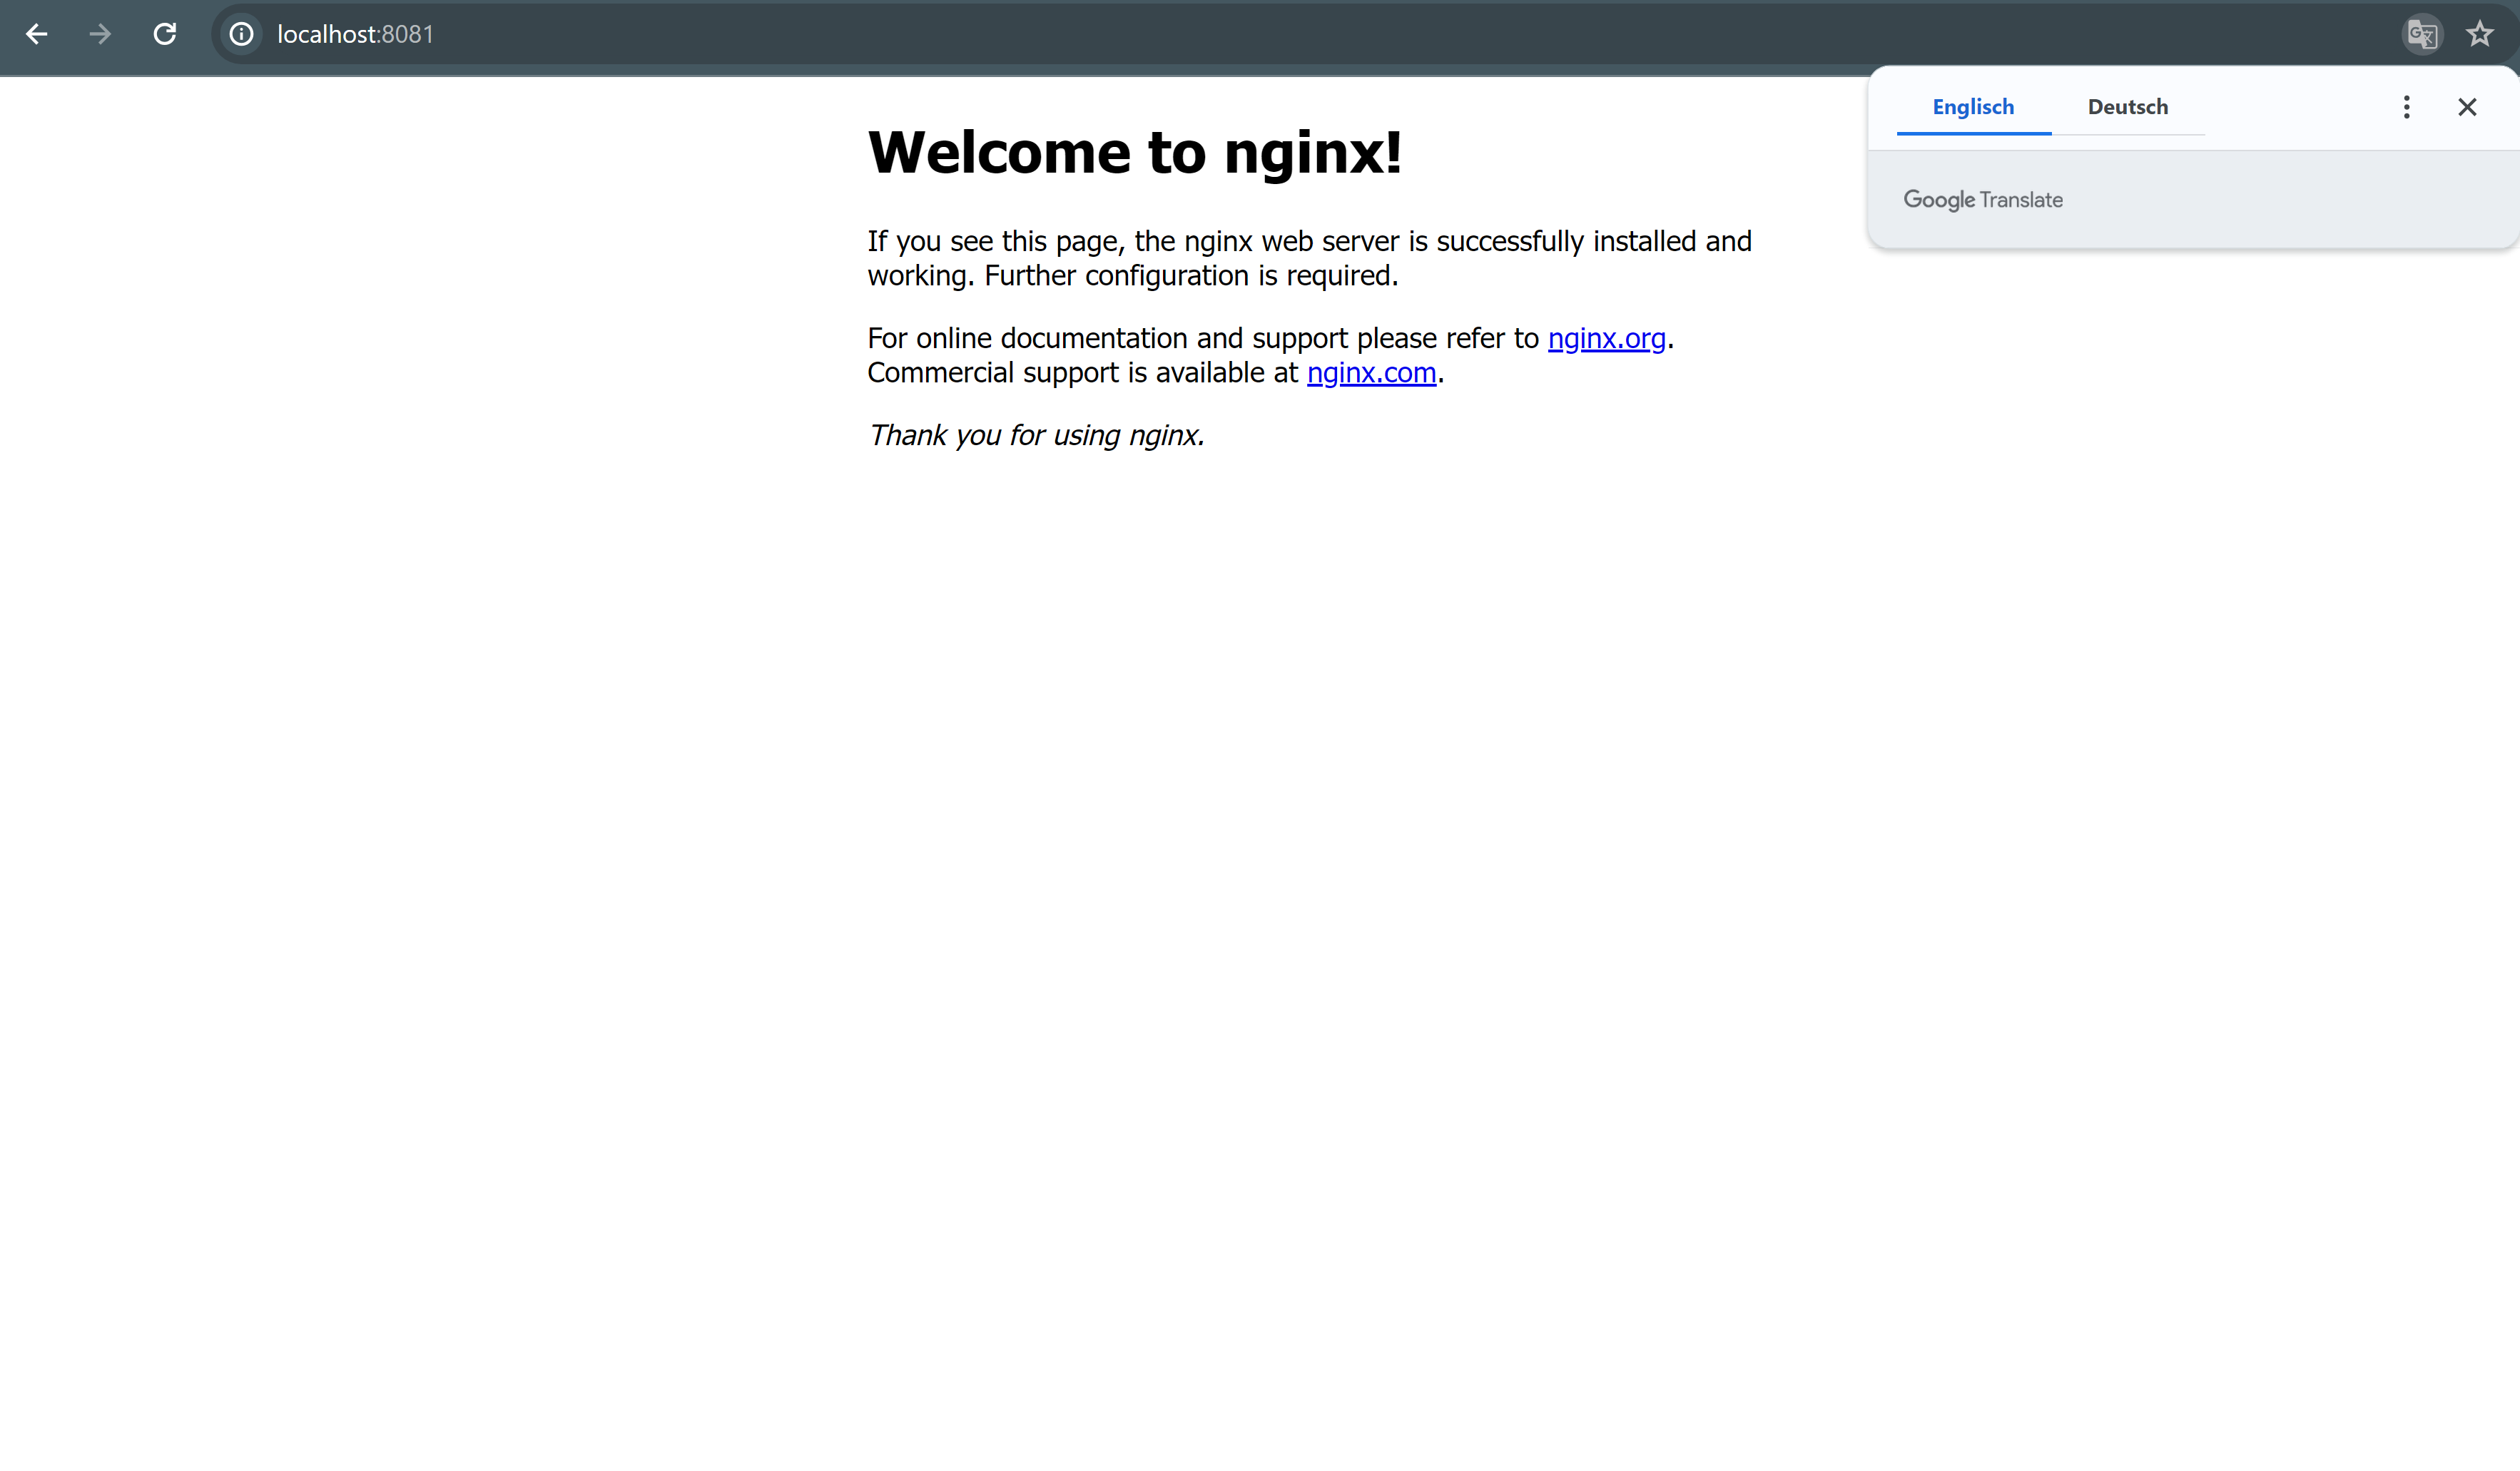 localhost:8081
Englisch Deutsch
Google Translate
Welcome to nginx!
If you see this page, the nginx web server is successfully installed and
working. Further configuration is required.
For online documentation and support please refer to nginx.org.
Commercial support is available at nginx.com.
Thank you for using nginx.